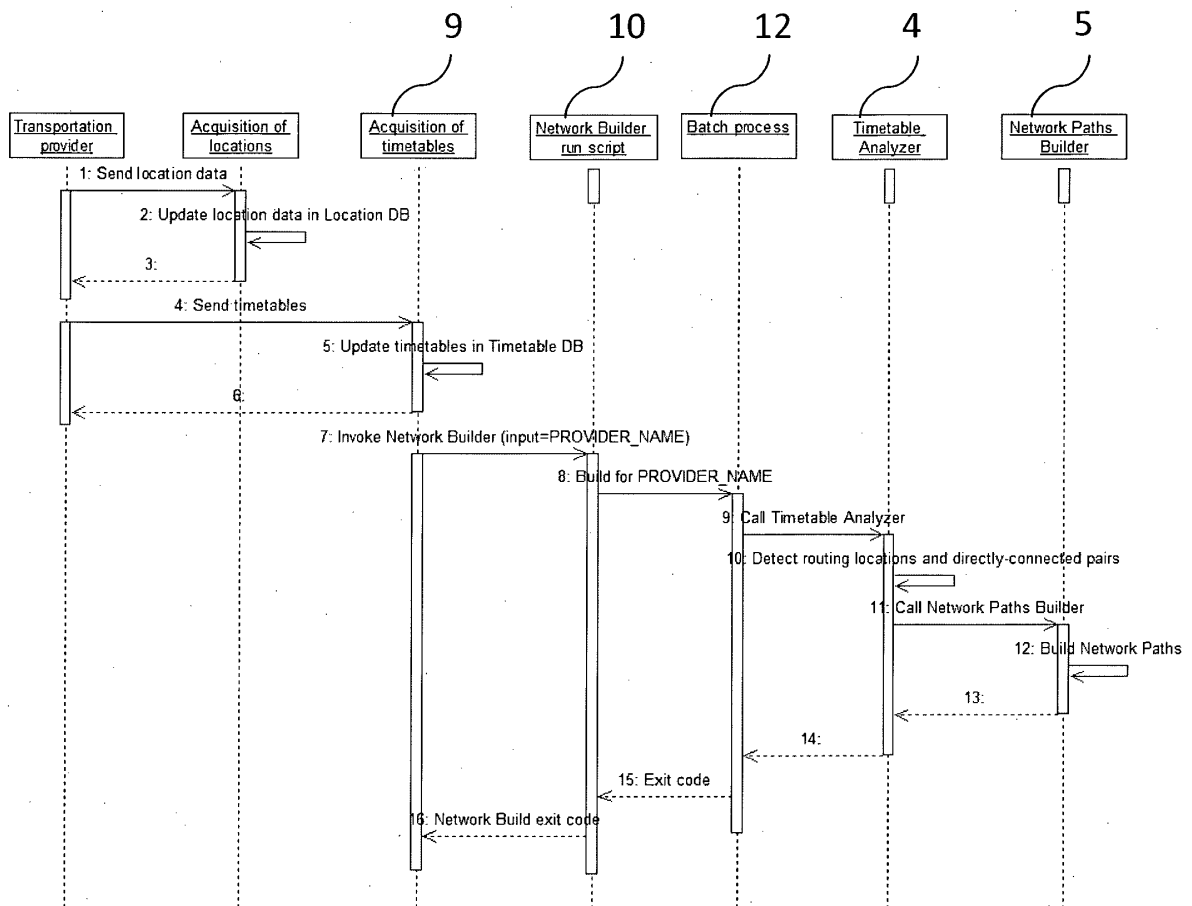 9
10
12
4
5
Transportation
provider
Acquisition of
locations
Acquisition of
timetables
Network Builder
run script
Batch process
Timetable
Analyzer
Network Paths
Builder
1: Send location data
2: Update location data in Location DB
3:
4: Send timetables
5: Update timetables in Timetable DB
6:
7: Invoke Network Builder (input=PROVIDER_NAME)
8: Build for PROVIDER_NAME
9: Call Timetable Analyzer
10: Detect routing locations and directly-connected pairs
11: Call Network Paths Builder
12: Build Network Paths
13:
14:
15: Exit code
16: Network Build exit code